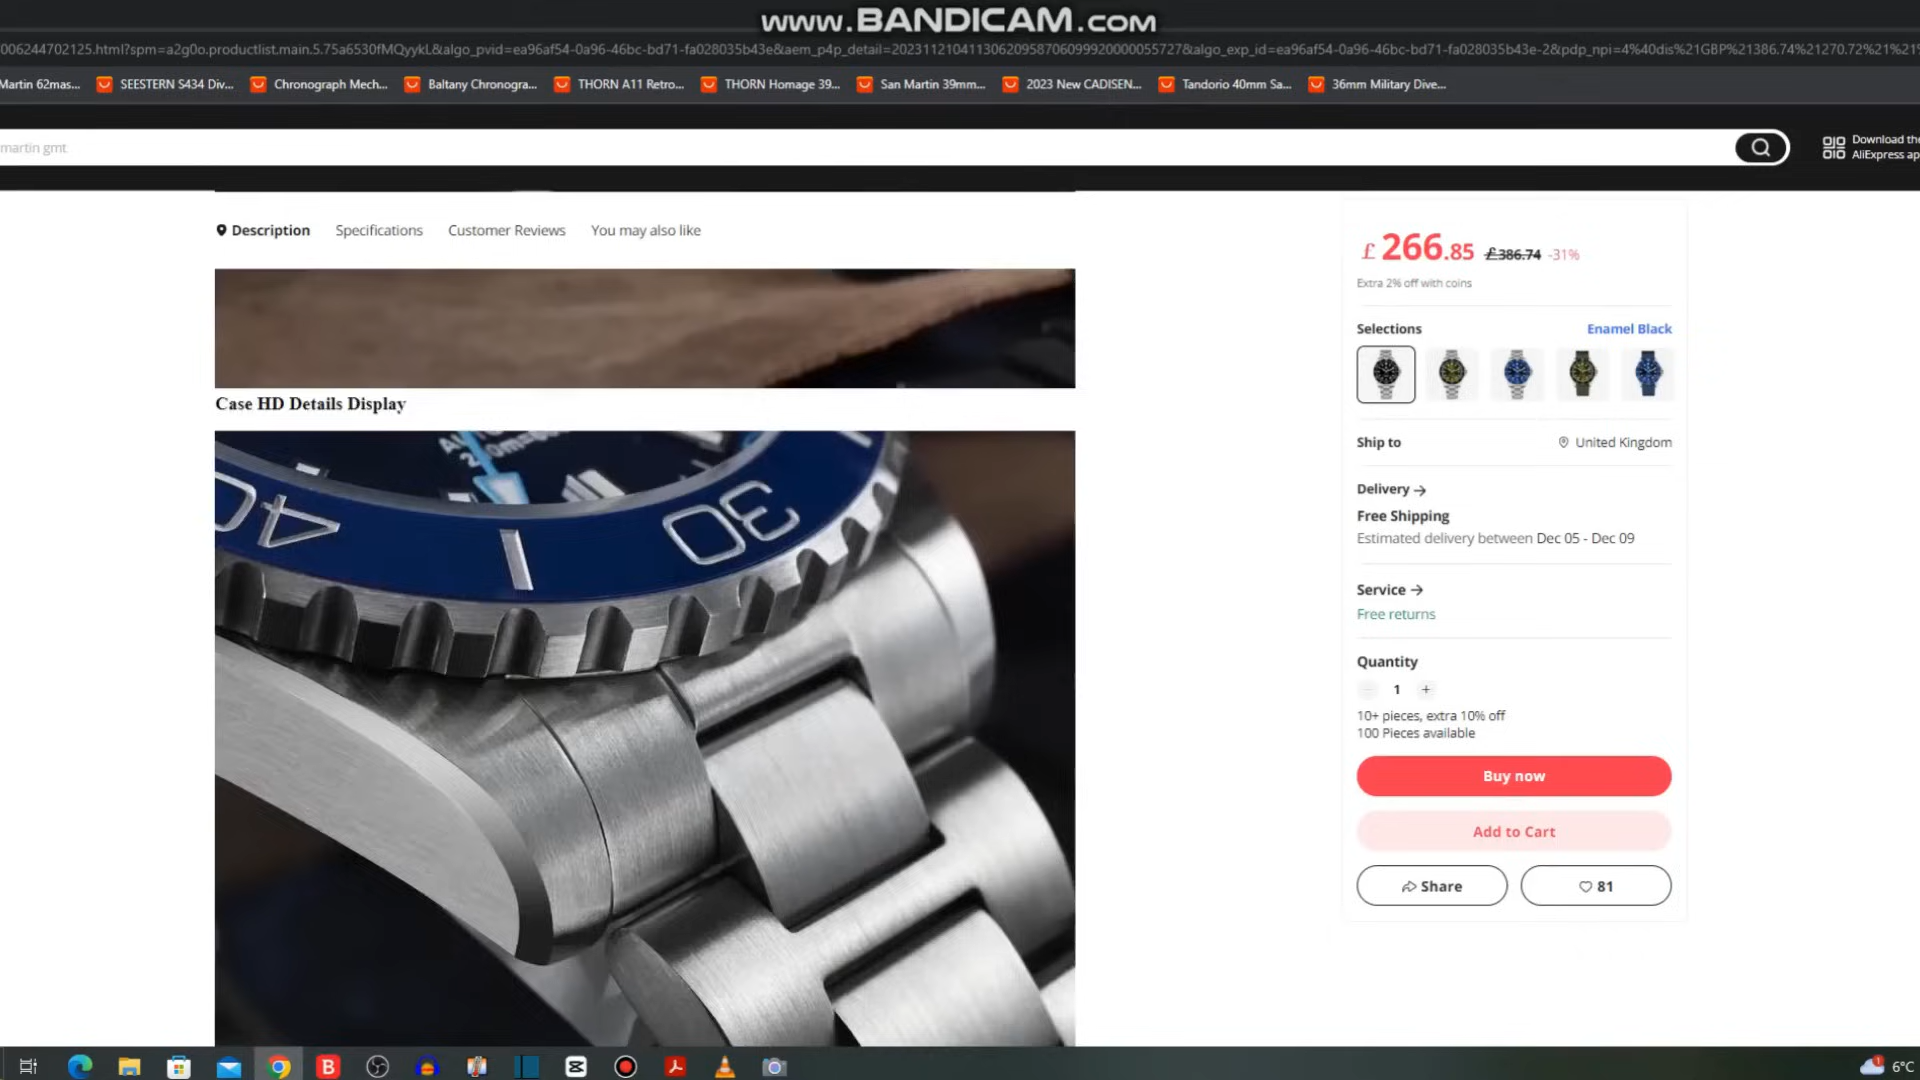 www.BANDICAM.com
006244702125.html?spm=a2g0o.productlist.main.5.75a6530fMQyykL&algo_pvid=ea96af54-0a96-46bc-bd71-fa028035b43e&aem_p4p_detail=202311210411306209587060999200000055727&algo_exp_id=ea96af54-0a96-46bc-bd71-fa028035b43e-2&pdp_npi=4%40dis%21GBP%21386.74%21270.72%21%21%
Martin 62mas... SEESTERN S434 Div... Chronograph Mech... Baltany Chronogra... THORN A11 Retro... THORN Homage 39... San Martin 39mm... 2023 New CADISEN... Tandorio 40mm Sa... 36mm Military Dive...
martin gmt
Download the
AliExpress ap
Description Specifications Customer Reviews You may also like
Case HD Details Display
40 30
£266.85 £386.74 -31%
Extra 2% off with coins
Selections Enamel Black
Ship to United Kingdom
Delivery
Free Shipping
Estimated delivery between Dec 05 - Dec 09
Service
Free returns
Quantity
1 +
10+ pieces, extra 10% off
100 Pieces available
Buy now
Add to Cart
Share 81
6°C